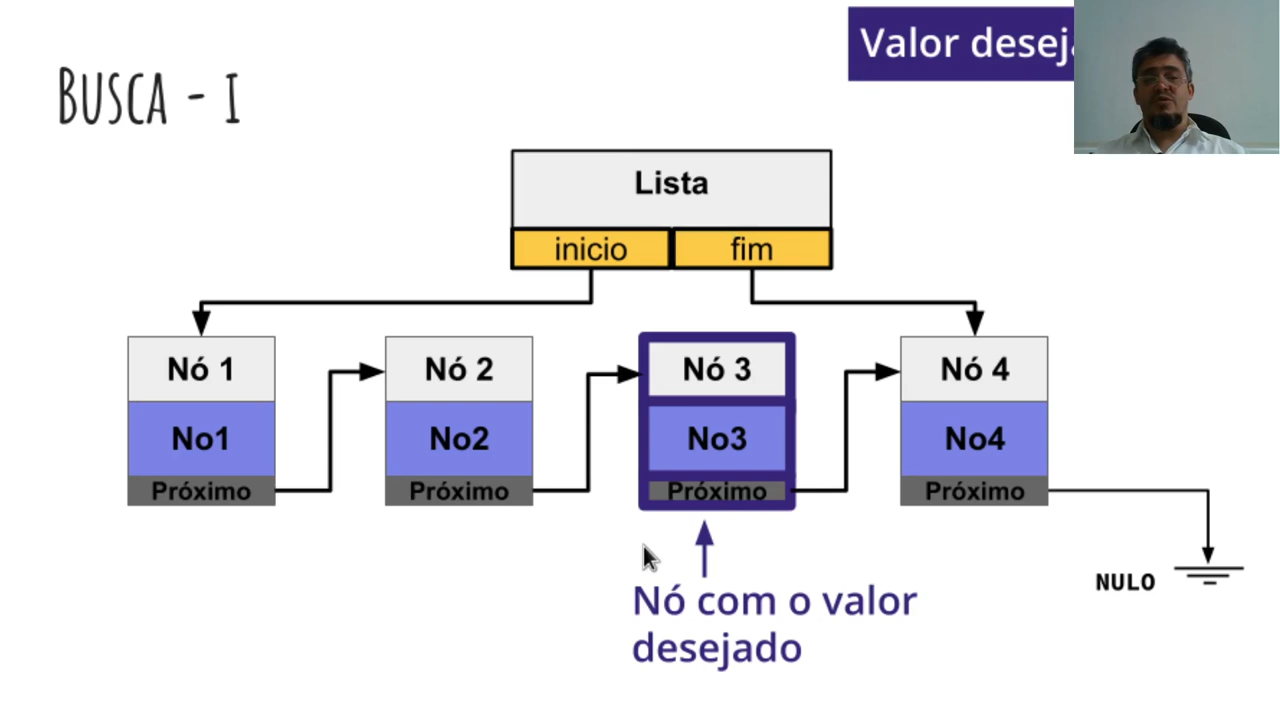 Valor desej
BUSCA - I
Lista
inicio fim
Nó 1 Nó 2 Nó 3 Nó 4
No1 No2 No3 No4
Próximo Próximo Próximo Próximo
NULO
Nó com o valor
desejado